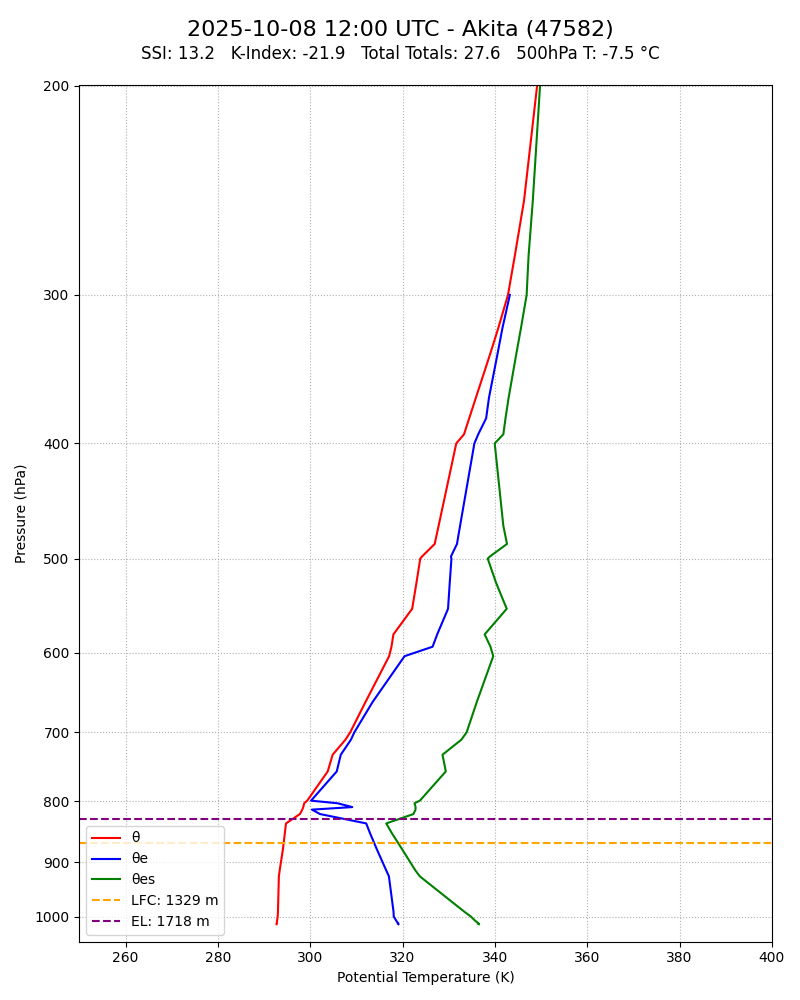 2025-10-08 12:00 UTC - Akita (47582)
SSI: 13.2   K-Index: -21.9   Total Totals: 27.6   500hPa T: -7.5 °C
Pressure (hPa)
200
300
400
500
600
700
800
900
1000
θ
θe
θes
LFC: 1329 m
EL: 1718 m
260 280 300 320 340 360 380 400
Potential Temperature (K)